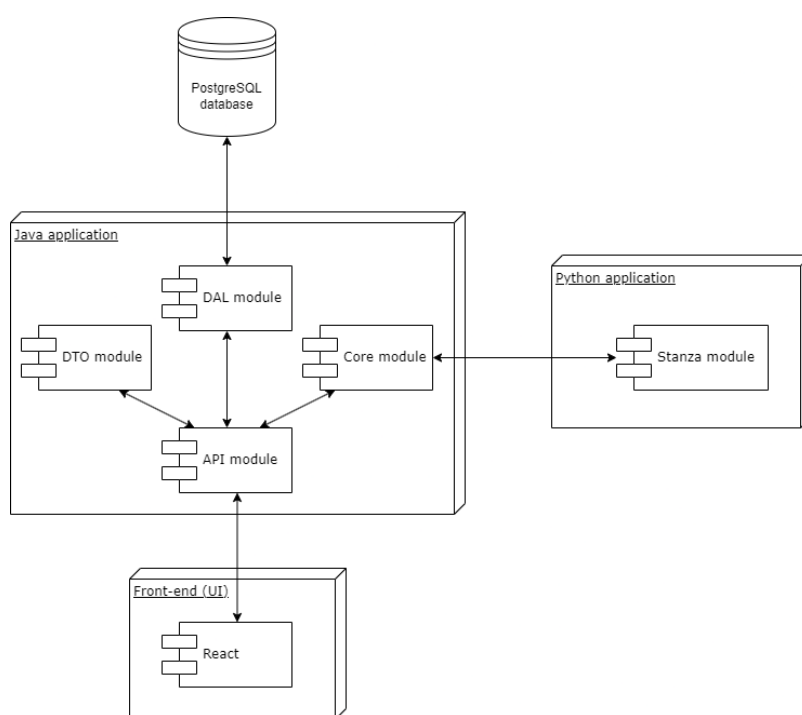 PostgreSQL
database
Java application
DAL module
Python application
DTO module
Core module
Stanza module
API module
Front-end (UI)
React